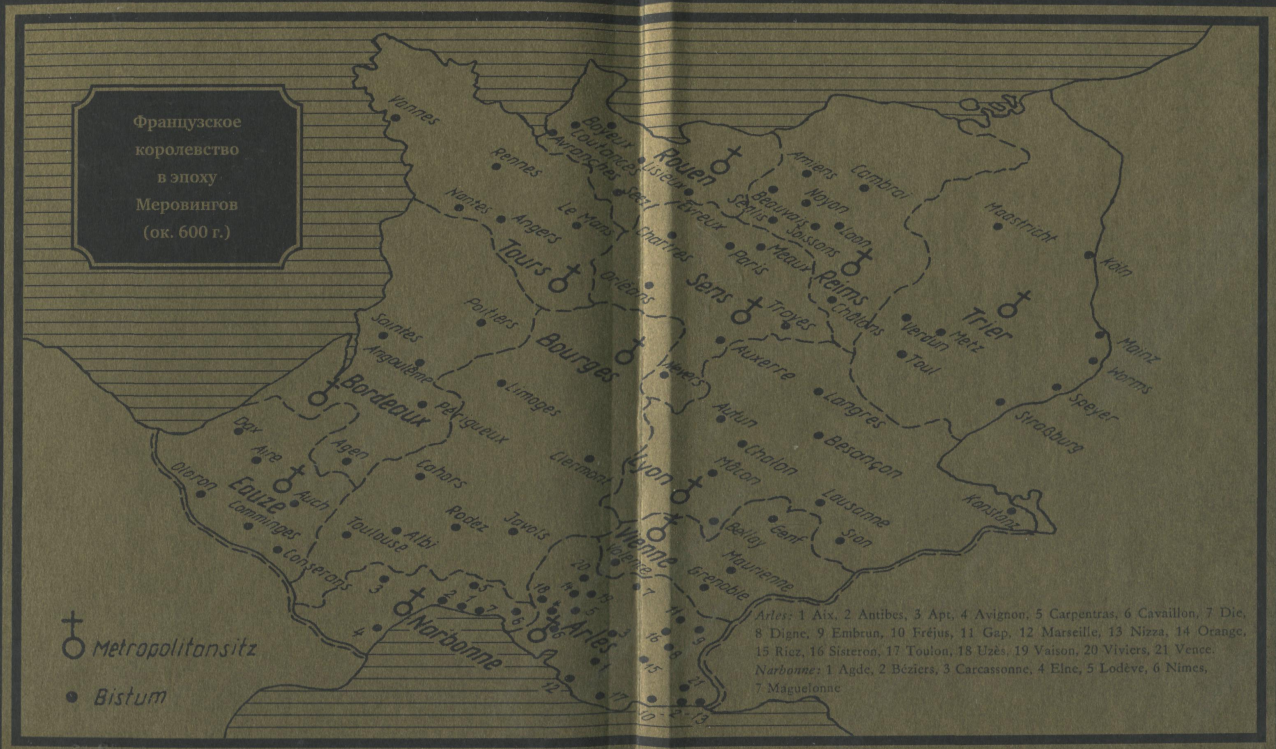 Французское
королевство
в эпоху
Меровингов
(ок. 600 г.)
Vannes
Rennes
Nantes
Angers
Le Mans
Tours
Bayeux
Coutances
Avranches
Lisieux
Rouen
Seez
Evreux
Chartres
Orléans
Paris
Meaux
Sens
Troyes
Auxerre
Nevers
Amiens
Cambrai
Beauvais
Noyon
Senlis
Soissons
Laon
Reims
Châlons
Maastricht
Köln
Trier
Verdun
Metz
Toul
Mainz
Worms
Speyer
Straßburg
Konstanz
Poitiers
Saintes
Angoulême
Bordeaux
Périgueux
Agen
Bourges
Limoges
Clermont
Cahors
Rodez
Javols
Albi
Toulouse
Dax
Aire
Oloron
Eauze
Auch
Comminges
Conserans
Autun
Langres
Chalon
Besançon
Mâcon
Lyon
Lausanne
Sion
Belley
Genf
Vienne
Valence
Grenoble
Maurienne
Narbonne
Arles
Metropolitansitz
Bistum
Arles: 1 Aix, 2 Antibes, 3 Apt, 4 Avignon, 5 Carpentras, 6 Cavaillon, 7 Die,
8 Digne, 9 Embrun, 10 Fréjus, 11 Gap, 12 Marseille, 13 Nizza, 14 Orange,
15 Riez, 16 Sisteron, 17 Toulon, 18 Uzès, 19 Vaison, 20 Viviers, 21 Vence.
Narbonne: 1 Agde, 2 Béziers, 3 Carcassonne, 4 Elne, 5 Lodève, 6 Nîmes,
7 Maguelonne